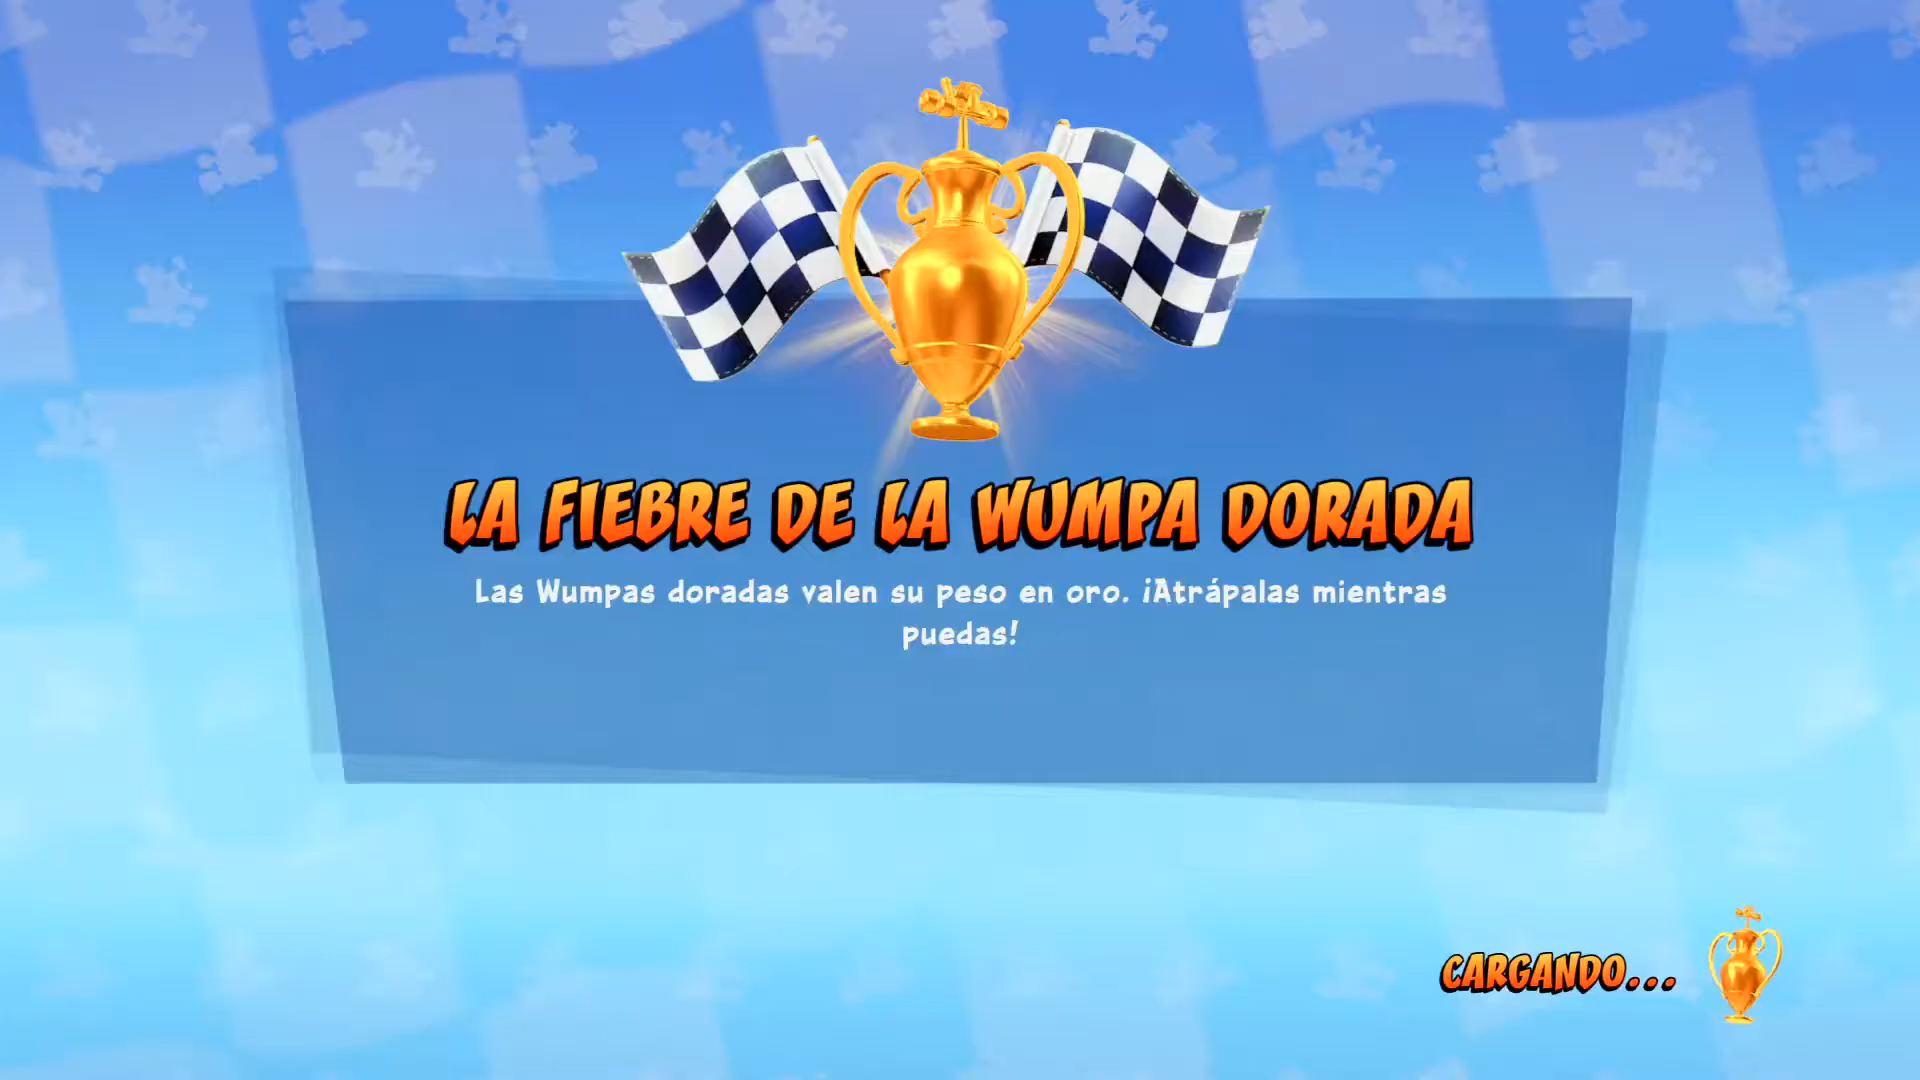 LA FIEBRE DE LA WUMPA DORADA
Las Wumpas doradas valen su peso en oro. ¡Atrápalas mientras
puedas!
CARGANDO...